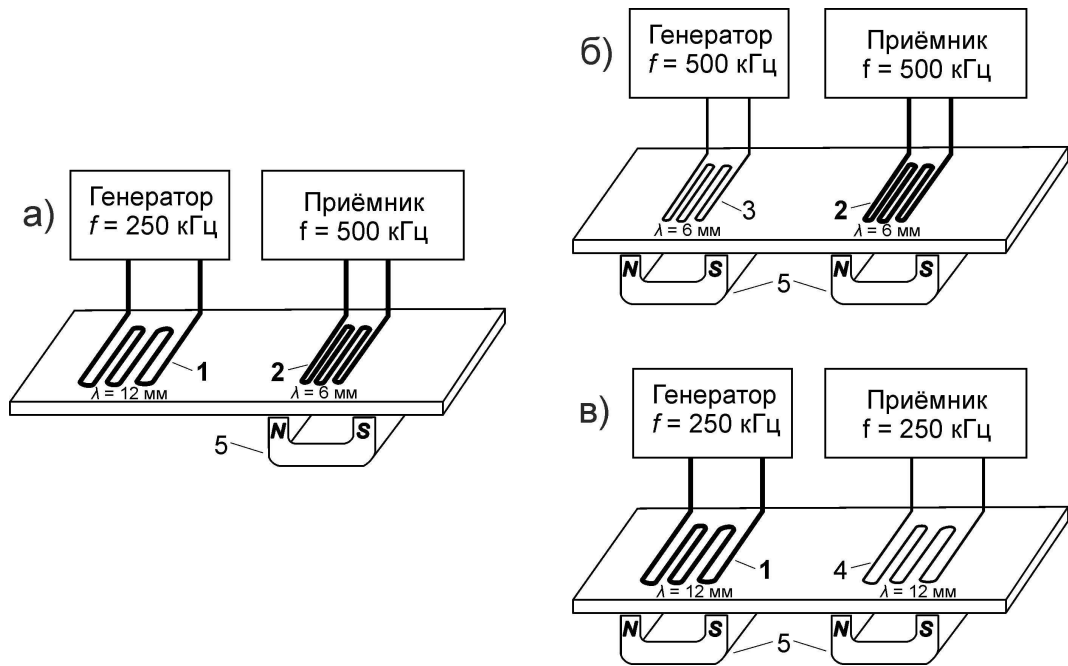 а)
Генератор
f = 250 кГц
Приёмник
f = 500 кГц
1
2
λ = 12 мм
λ = 6 мм
5
N
S
б)
Генератор
f = 500 кГц
Приёмник
f = 500 кГц
3
2
λ = 6 мм
λ = 6 мм
N
S
5
N
S
в)
Генератор
f = 250 кГц
Приёмник
f = 250 кГц
1
4
λ = 12 мм
λ = 12 мм
N
S
5
N
S